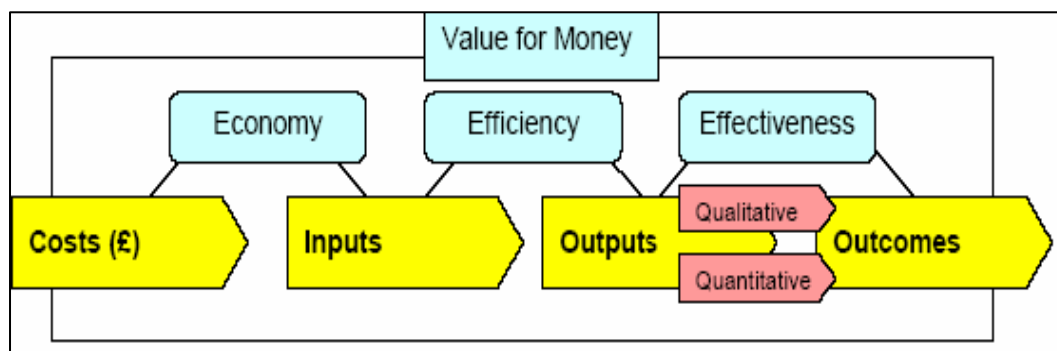 Value for Money
Economy
Efficiency
Effectiveness
Costs (£)
Inputs
Outputs
Qualitative
Quantitative
Outcomes